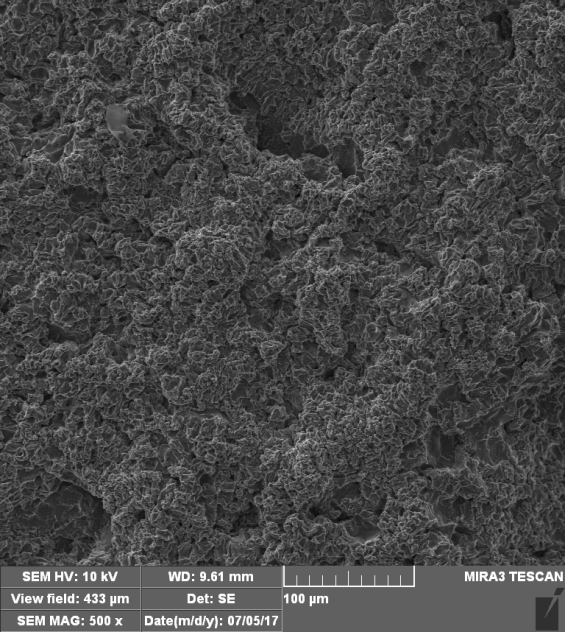 SEM HV: 10 kV WD: 9.61 mm MIRA3 TESCAN
View field: 433 µm Det: SE 100 µm
SEM MAG: 500 x Date(m/d/y): 07/05/17